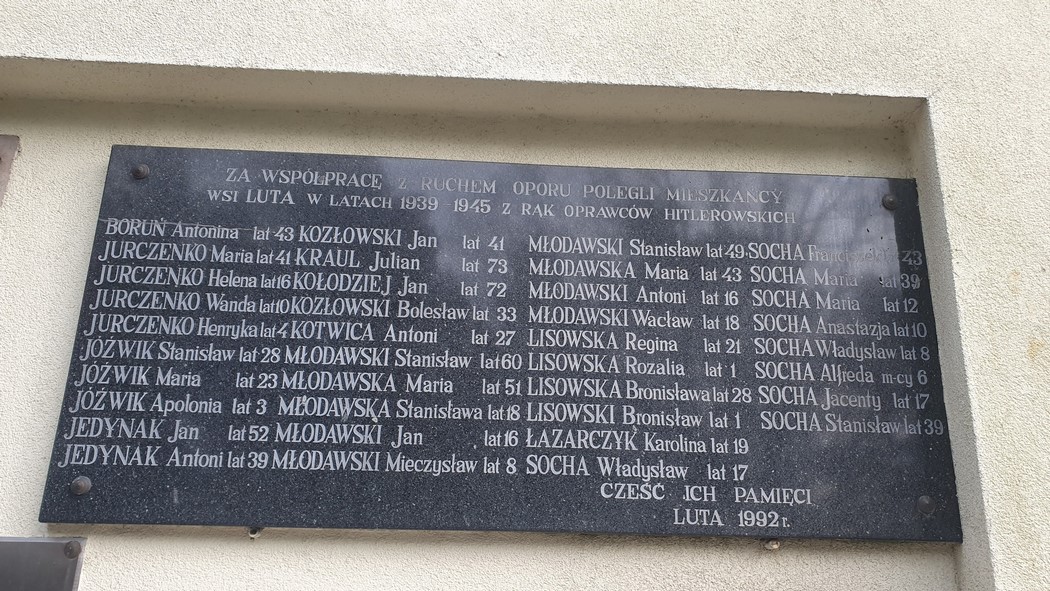 ZA WSPÓŁPRACĘ Z RUCHEM OPORU POLEGLI MIESZKAŃCY
WSI LUTA W LATACH 1939 1945 Z RĄK OPRAWCÓW HITLEROWSKICH
BORUŃ Antonina lat 43 KOZŁOWSKI Jan lat 41 MŁODAWSKI Stanisław lat 49 SOCHA Franciszek lat 43
JURCZENKO Maria lat 41 KRAUL Julian lat 73 MŁODAWSKA Maria lat 43 SOCHA Maria lat 39
JURCZENKO Helena lat 16 KOŁODZIEJ Jan lat 72 MŁODAWSKI Antoni lat 16 SOCHA Maria lat 12
JURCZENKO Wanda lat 10 KOZŁOWSKI Bolesław lat 33 MŁODAWSKI Wacław lat 18 SOCHA Anastazja lat 10
JURCZENKO Henryka lat 4 KOTWICA Antoni lat 27 LISOWSKA Regina lat 21 SOCHA Władysław lat 8
JÓŹWIK Stanisław lat 28 MŁODAWSKI Stanisław lat 60 LISOWSKA Rozalia lat 1 SOCHA Alfreda m-cy 6
JÓŹWIK Maria lat 23 MŁODAWSKA Maria lat 51 LISOWSKA Bronisława lat 28 SOCHA Jacenty lat 17
JÓŹWIK Apolonia lat 3 MŁODAWSKA Stanisława lat 18 LISOWSKI Bronisław lat 1 SOCHA Stanisław lat 39
JEDYNAK Jan lat 52 MŁODAWSKI Jan lat 16 ŁAZARCZYK Karolina lat 19
JEDYNAK Antoni lat 39 MŁODAWSKI Mieczysław lat 8 SOCHA Władysław lat 17
CZEŚĆ ICH PAMIĘCI
LUTA 1992 r.